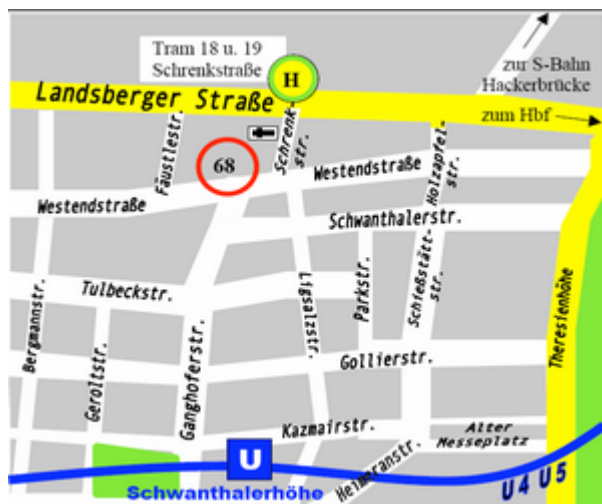 Tram 18 u. 19
Schrenkstraße
H
zur S-Bahn
Hackerbrücke
Landsberger Straße
zum Hbf
Fäustlestr.
68
Schrenk-
str.
Westendstraße
Holzapfel-
str.
Westendstraße
Schwanthalerstr.
Bergmannstr.
Tulbeckstr.
Geroltstr.
Ganghoferstr.
Ligsalzstr.
Parkstr.
Schießstätt-
str.
Theresienhöhe
Gollierstr.
Kazmairstr.
Alter
Messeplatz
Heimeranstr.
U
Schwanthalerhöhe
U4 U5